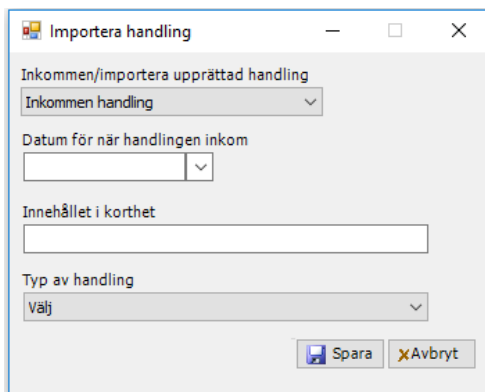 Importera handling
Inkommen/importera upprättad handling
Inkommen handling
Datum för när handlingen inkom
Innehållet i korthet
Typ av handling
Välj
Spara Avbryt